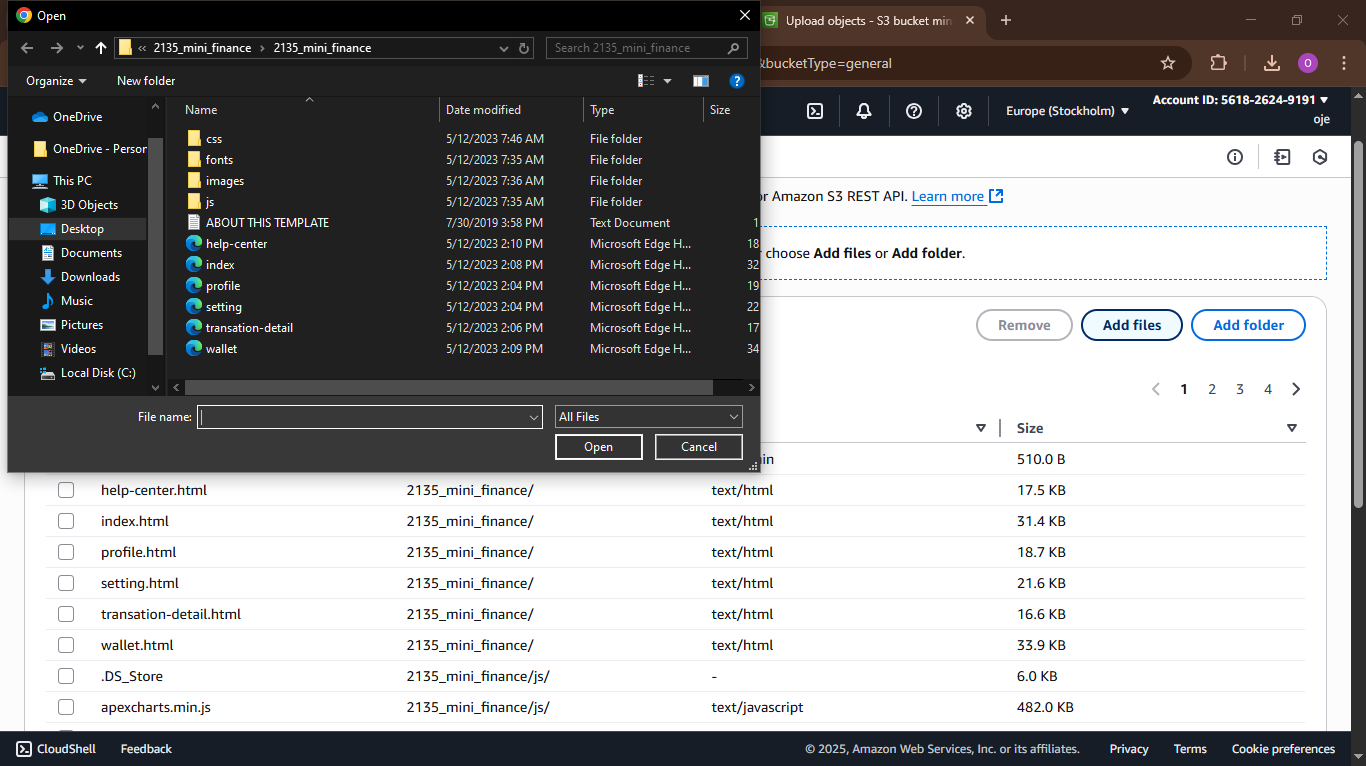 Open
Upload objects - S3 bucket min
2135_mini_finance
2135_mini_finance
Search 2135_mini_finance
&bucketType=general
O
Organize
New folder
Account ID: 5618-2624-9191
Europe (Stockholm)
oje
OneDrive
OneDrive - Person
This PC
3D Objects
Desktop
Documents
Downloads
Music
Pictures
Videos
Local Disk (C:)
Name Date modified Type Size
css 5/12/2023 7:46 AM File folder
fonts 5/12/2023 7:35 AM File folder
images 5/12/2023 7:36 AM File folder
js 5/12/2023 7:35 AM File folder
ABOUT THIS TEMPLATE 7/30/2019 3:58 PM Text Document 1
help-center 5/12/2023 2:10 PM Microsoft Edge H... 18
index 5/12/2023 2:08 PM Microsoft Edge H... 32
profile 5/12/2023 2:04 PM Microsoft Edge H... 19
setting 5/12/2023 2:04 PM Microsoft Edge H... 22
transation-detail 5/12/2023 2:06 PM Microsoft Edge H... 17
wallet 5/12/2023 2:09 PM Microsoft Edge H... 34
File name:
All Files
Open
Cancel
or Amazon S3 REST API. Learn more
choose Add files or Add folder.
Remove
Add files
Add folder
1 2 3 4
Size
in 510.0 B
help-center.html 2135_mini_finance/ text/html 17.5 KB
index.html 2135_mini_finance/ text/html 31.4 KB
profile.html 2135_mini_finance/ text/html 18.7 KB
setting.html 2135_mini_finance/ text/html 21.6 KB
transation-detail.html 2135_mini_finance/ text/html 16.6 KB
wallet.html 2135_mini_finance/ text/html 33.9 KB
.DS_Store 2135_mini_finance/js/ - 6.0 KB
apexcharts.min.js 2135_mini_finance/js/ text/javascript 482.0 KB
CloudShell
Feedback
© 2025, Amazon Web Services, Inc. or its affiliates.
Privacy
Terms
Cookie preferences